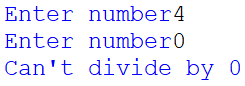 Enter number4
Enter number0
Can't divide by 0